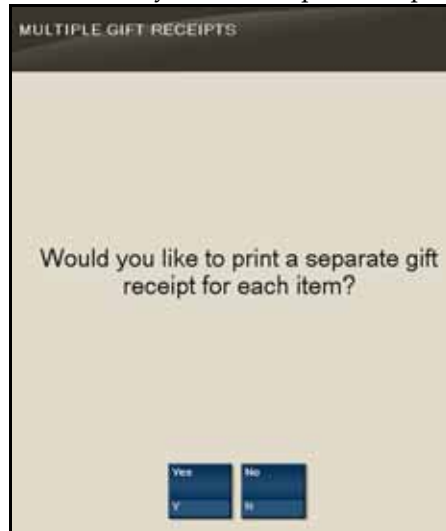 MULTIPLE GIFT RECEIPTS
Would you like to print a separate gift
receipt for each item?
Yes No
Y N